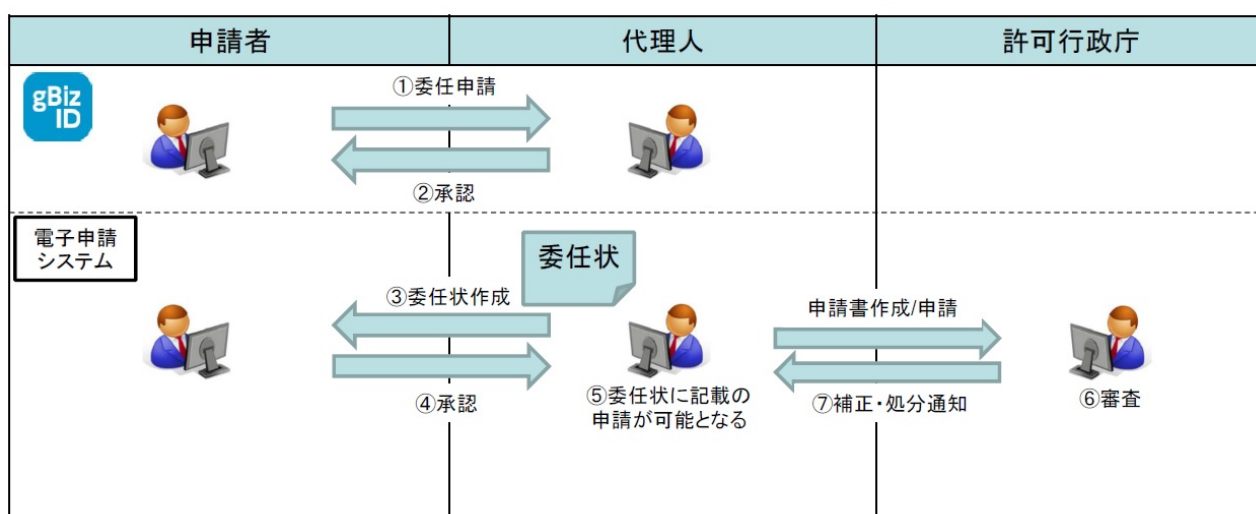 申請者
代理人
許可行政庁
gBiz
ID
①委任申請
②承認
電子申請
システム
委任状
③委任状作成
申請書作成/申請
④承認
⑤委任状に記載の
申請が可能となる
⑦補正・処分通知
⑥審査